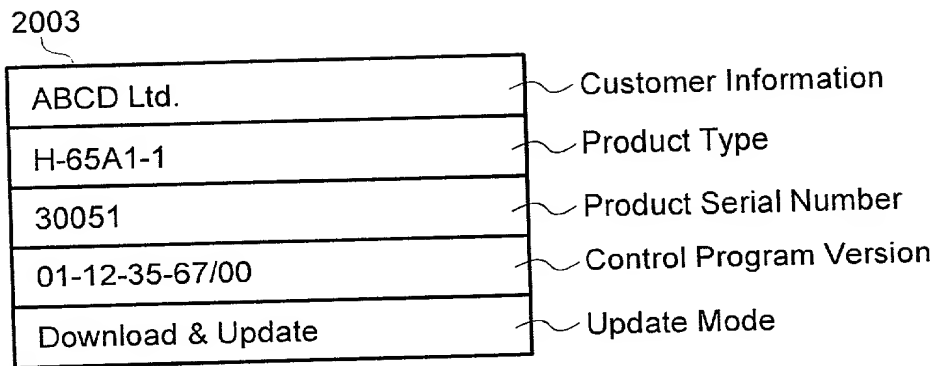 2003
ABCD Ltd. Customer Information
H-65A1-1 Product Type
30051 Product Serial Number
01-12-35-67/00 Control Program Version
Download & Update Update Mode